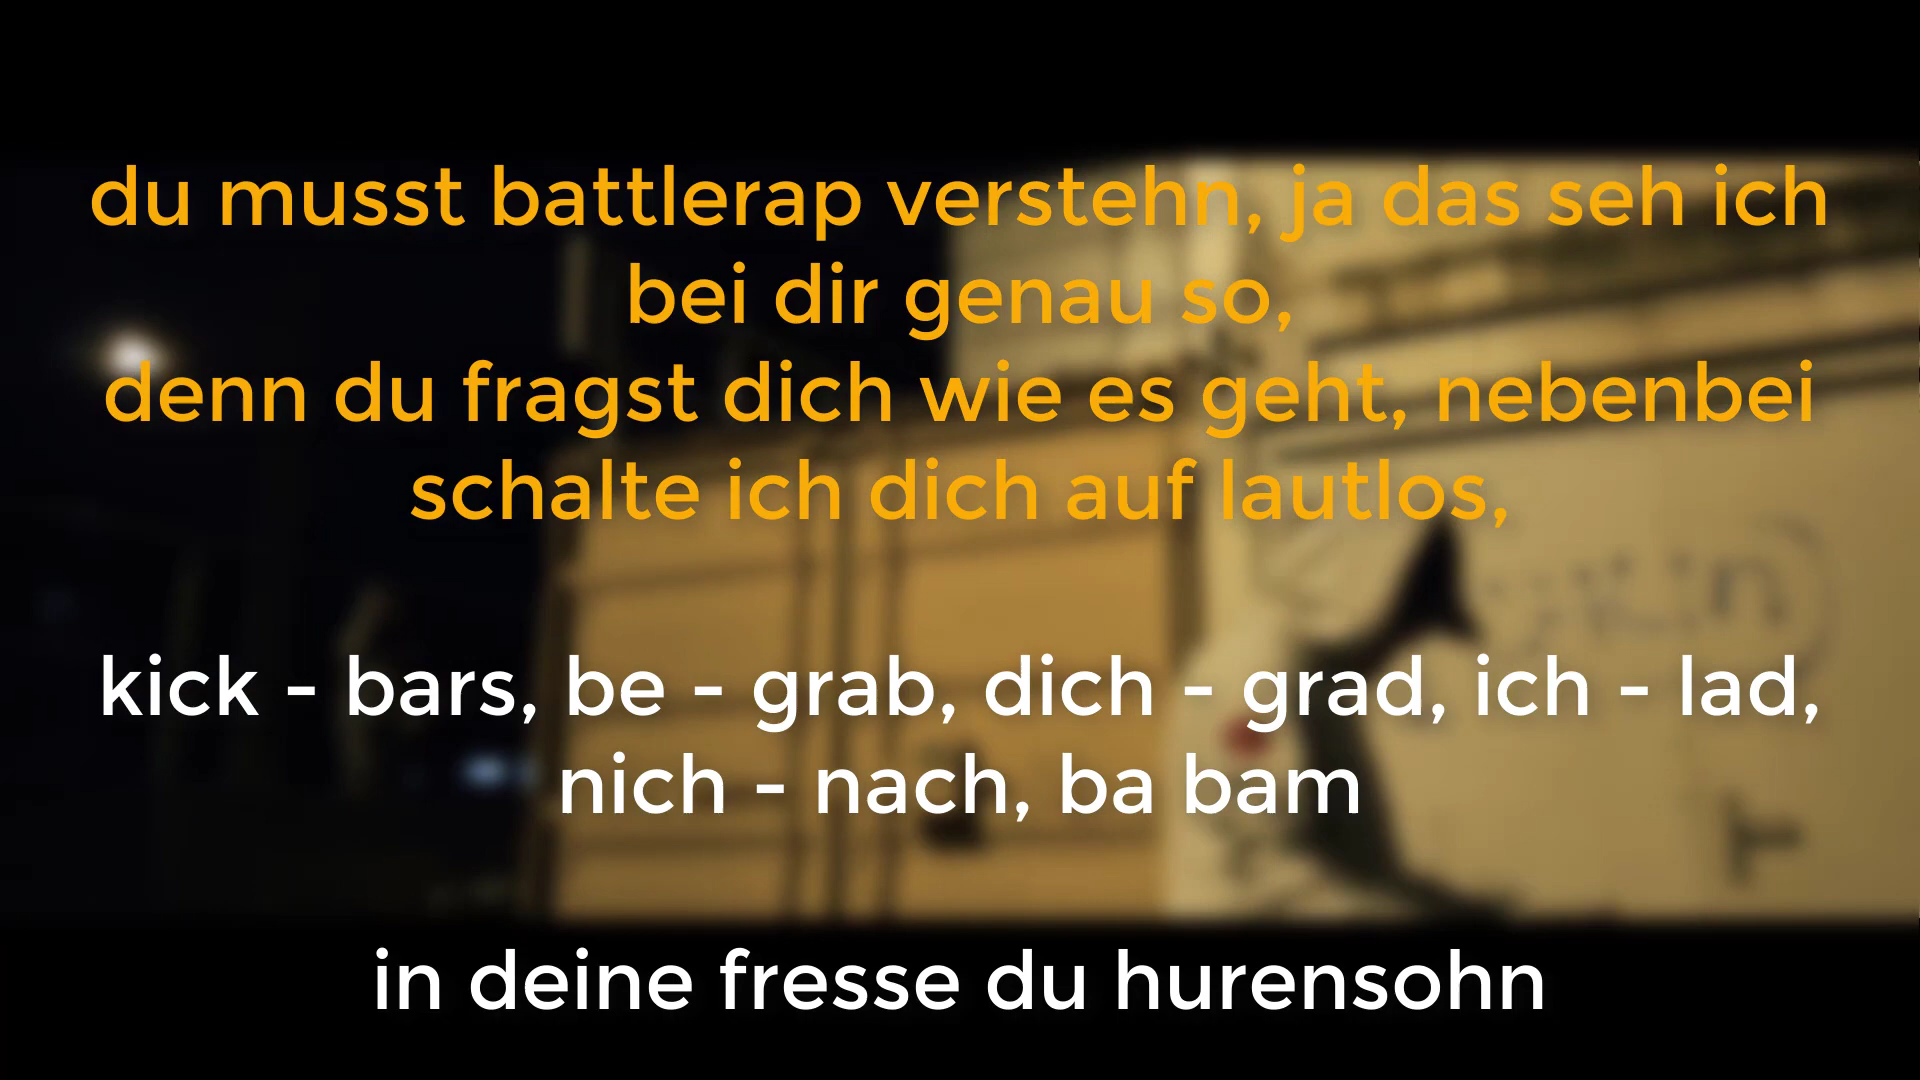 du musst battlerap verstehn, ja das seh ich
bei dir genau so,
denn du fragst dich wie es geht, nebenbei
schalte ich dich auf lautlos,
kick - bars, be - grab, dich - grad, ich - lad,
nich - nach, ba bam
in deine fresse du hurensohn